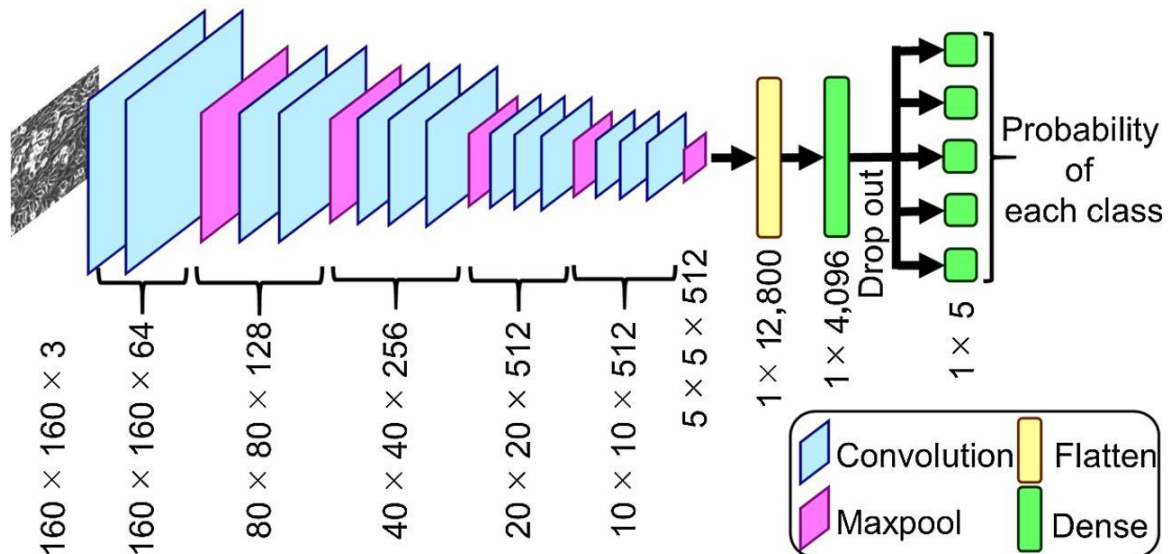 160 × 160 × 3
160 × 160 × 64
80 × 80 × 128
40 × 40 × 256
20 × 20 × 512
10 × 10 × 512
5 × 5 × 512
1 × 12,800
1 × 4,096
Drop out
1 × 5
Probability
of
each class
Convolution
Flatten
Maxpool
Dense